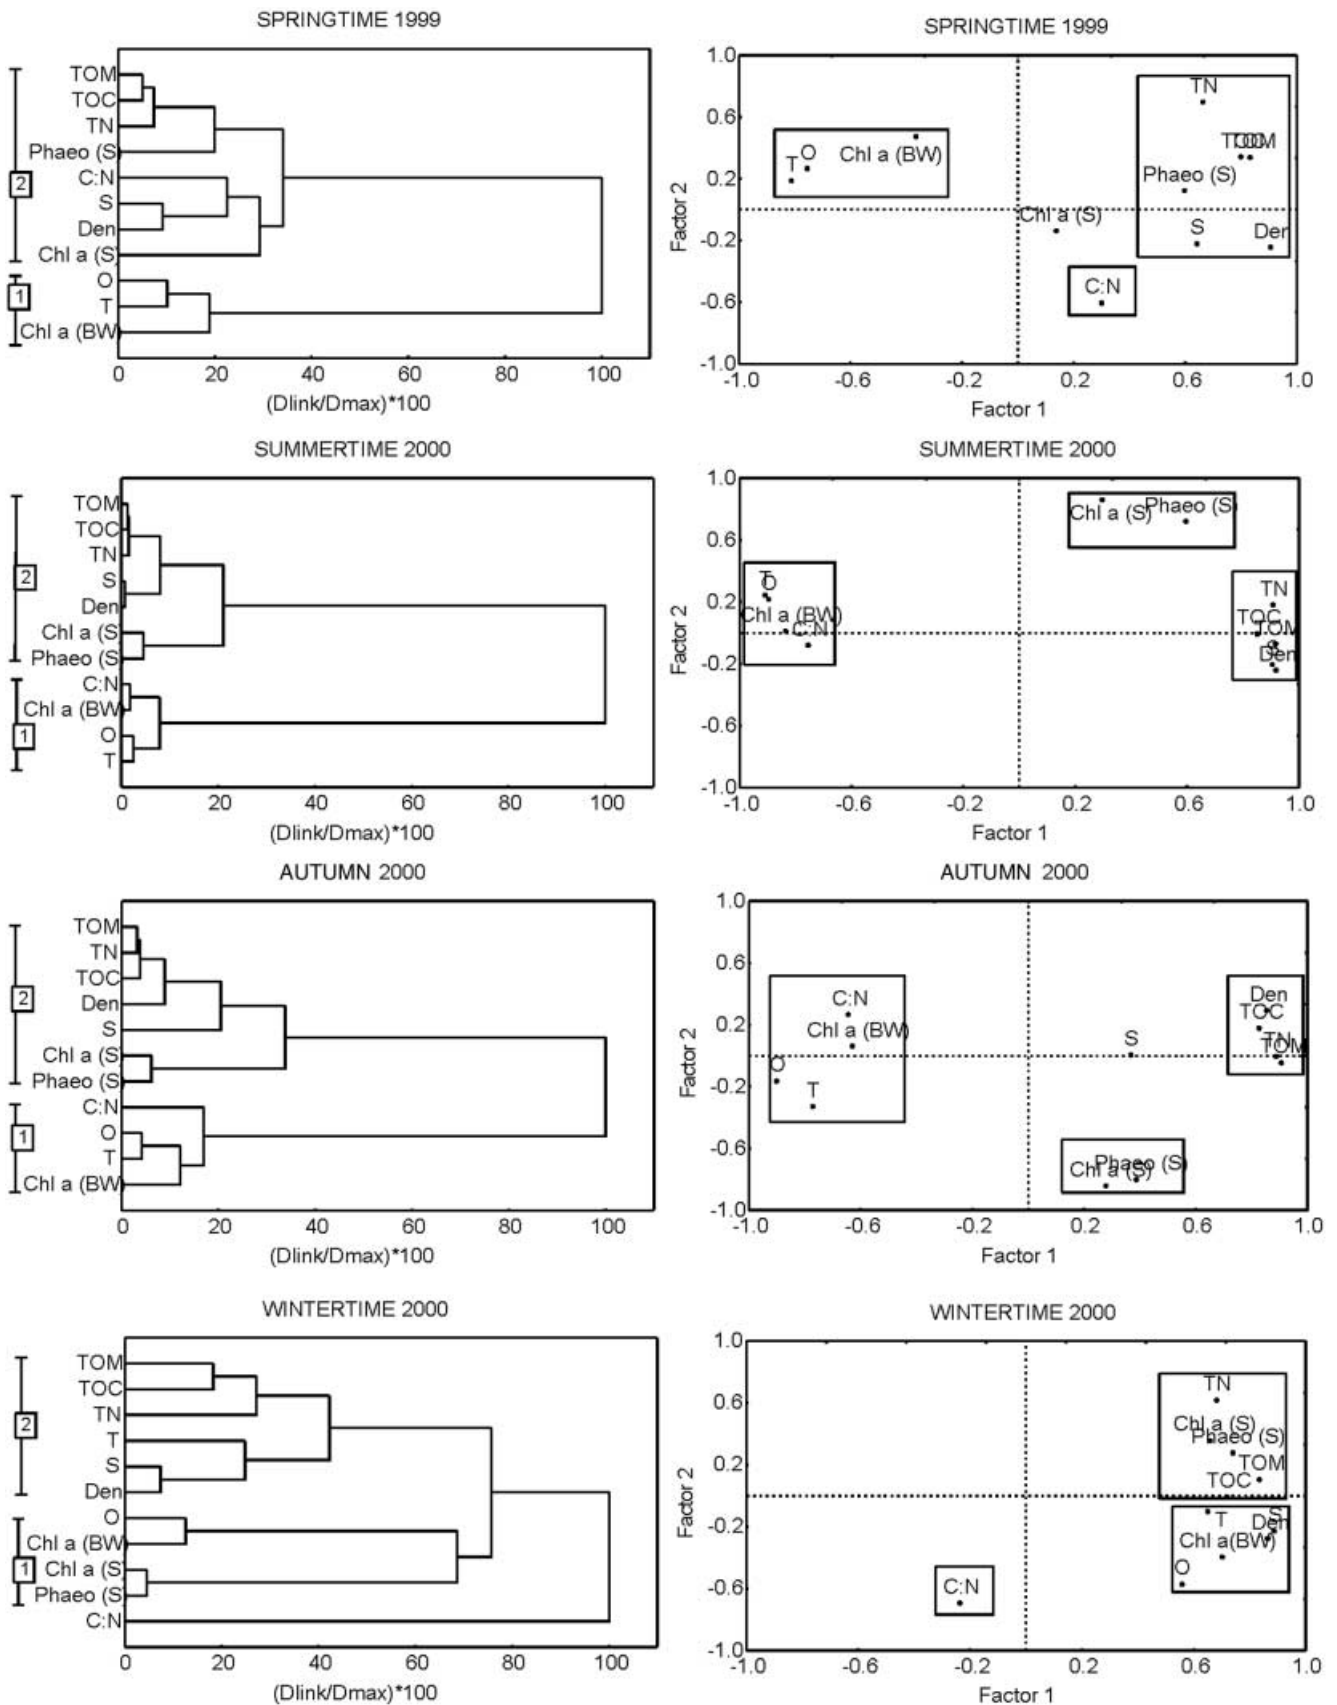 SPRINGTIME 1999
TOM
TOC
TN
Phaeo (S
C:N
2
S
Den
Chl a (S
O
1
T
Chl a (BW
0 20 40 60 80 100
(Dlink/Dmax)*100
SPRINGTIME 1999
1.0
0.6
0.2
-0.2
-0.6
-1.0
Factor 2
TN
TOC
TOM
O
T
Chl a (BW)
Phaeo (S)
Chl a (S)
S
Den
C:N
-1.0 -0.6 -0.2 0.2 0.6 1.0
Factor 1
SUMMERTIME 2000
TOM
TOC
TN
2
S
Den
Chl a (S
Phaeo (S
C:N
Chl a (BW
1
O
T
0 20 40 60 80 100
(Dlink/Dmax)*100
SUMMERTIME 2000
1.0
0.6
0.2
-0.2
-0.6
-1.0
Factor 2
Chl a (S)
Phaeo (S)
T
O
Chl a (BW)
C:N
TN
TOC
TOM
S
Den
-1.0 -0.6 -0.2 0.2 0.6 1.0
Factor 1
AUTUMN 2000
TOM
TN
TOC
2
Den
S
Chl a (S
Phaeo (S
C:N
1
O
T
Chl a (BW
0 20 40 60 80 100
(Dlink/Dmax)*100
AUTUMN 2000
1.0
0.6
0.2
-0.2
-0.6
-1.0
Factor 2
C:N
Chl a (BW)
O
T
S
Den
TOC
TN
TOM
Phaeo (S)
Chl a (S)
-1.0 -0.6 -0.2 0.2 0.6 1.0
Factor 1
WINTERTIME 2000
TOM
TOC
TN
2
T
S
Den
O
Chl a (BW
1
Chl a (S
Phaeo (S
C:N
0 20 40 60 80 100
(Dlink/Dmax)*100
WINTERTIME 2000
1.0
0.6
0.2
-0.2
-0.6
-1.0
Factor 2
TN
Chl a (S)
Phaeo (S)
TOM
TOC
T
S
Den
Chl a(BW)
O
C:N
-1.0 -0.6 -0.2 0.2 0.6 1.0
Factor 1